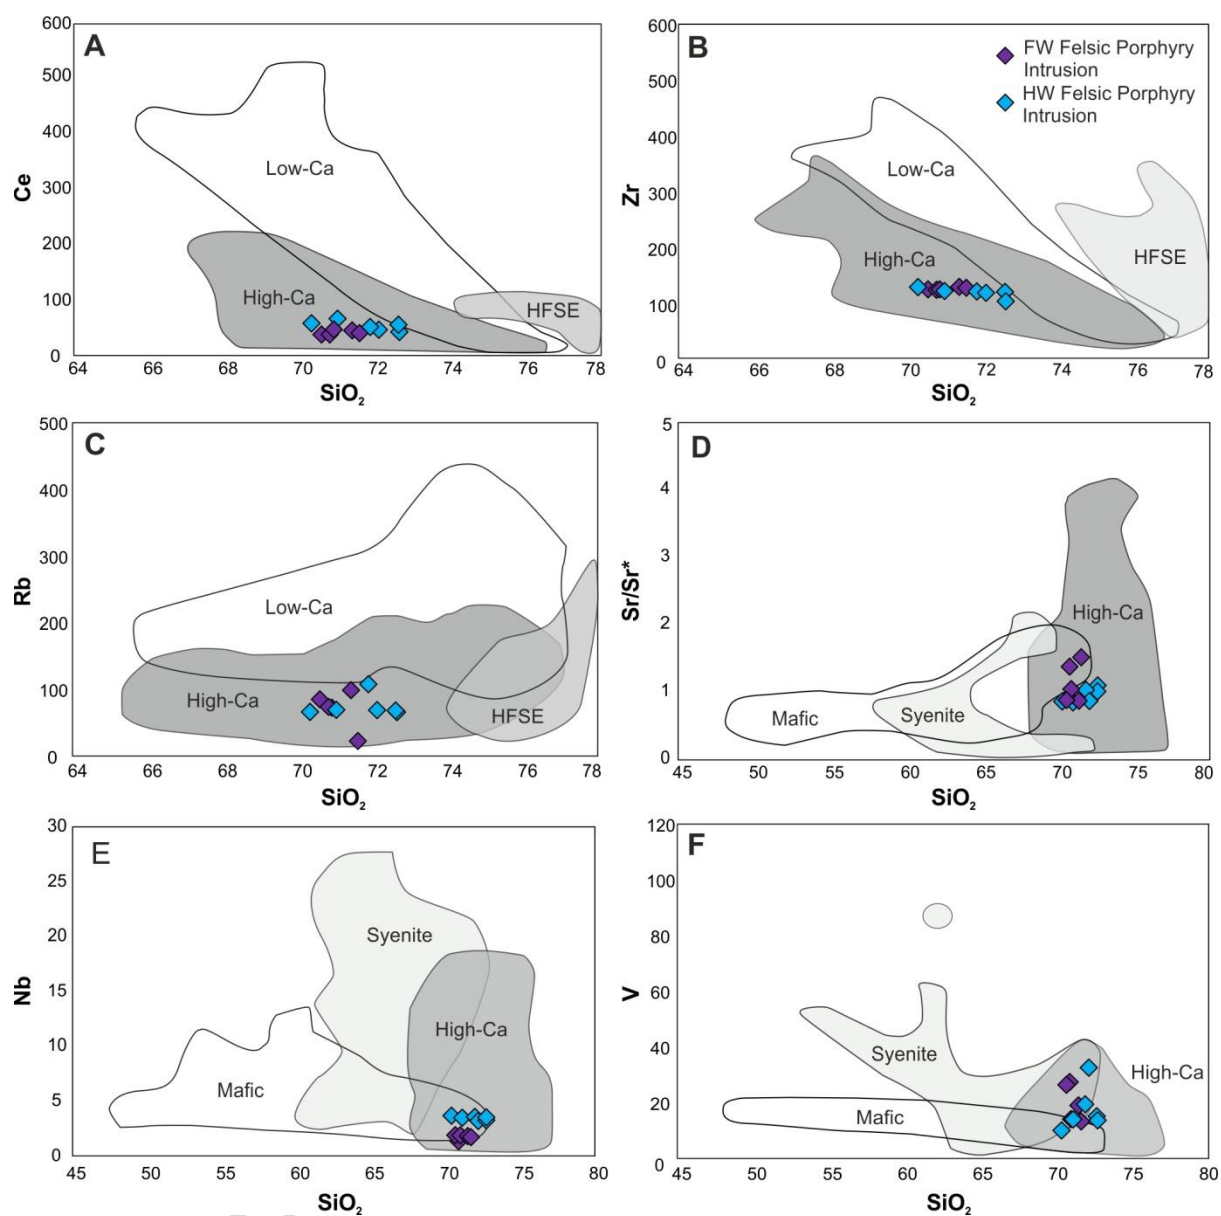 A
600
500
400
300
200
100
0
Ce
Low-Ca
High-Ca
HFSE
64
66
68
70
72
74
76
78
SiO₂
B
600
500
400
300
200
100
0
Zr
FW Felsic Porphyry
Intrusion
HW Felsic Porphyry
Intrusion
Low-Ca
High-Ca
HFSE
64
66
68
70
72
74
76
78
SiO₂
C
500
400
300
200
100
0
Rb
Low-Ca
High-Ca
HFSE
64
66
68
70
72
74
76
78
SiO₂
D
5
4
3
2
1
0
Sr/Sr*
High-Ca
Mafic
Syenite
45
50
55
60
65
70
75
80
SiO₂
E
30
25
20
15
10
5
0
Nb
Syenite
High-Ca
Mafic
45
50
55
60
65
70
75
80
SiO₂
F
120
100
80
60
40
20
0
V
Syenite
High-Ca
Mafic
45
50
55
60
65
70
75
80
SiO₂